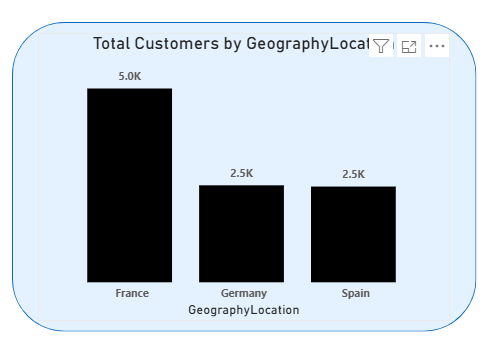 Total Customers by GeographyLocat
5.0K
2.5K
2.5K
France
Germany
Spain
GeographyLocation